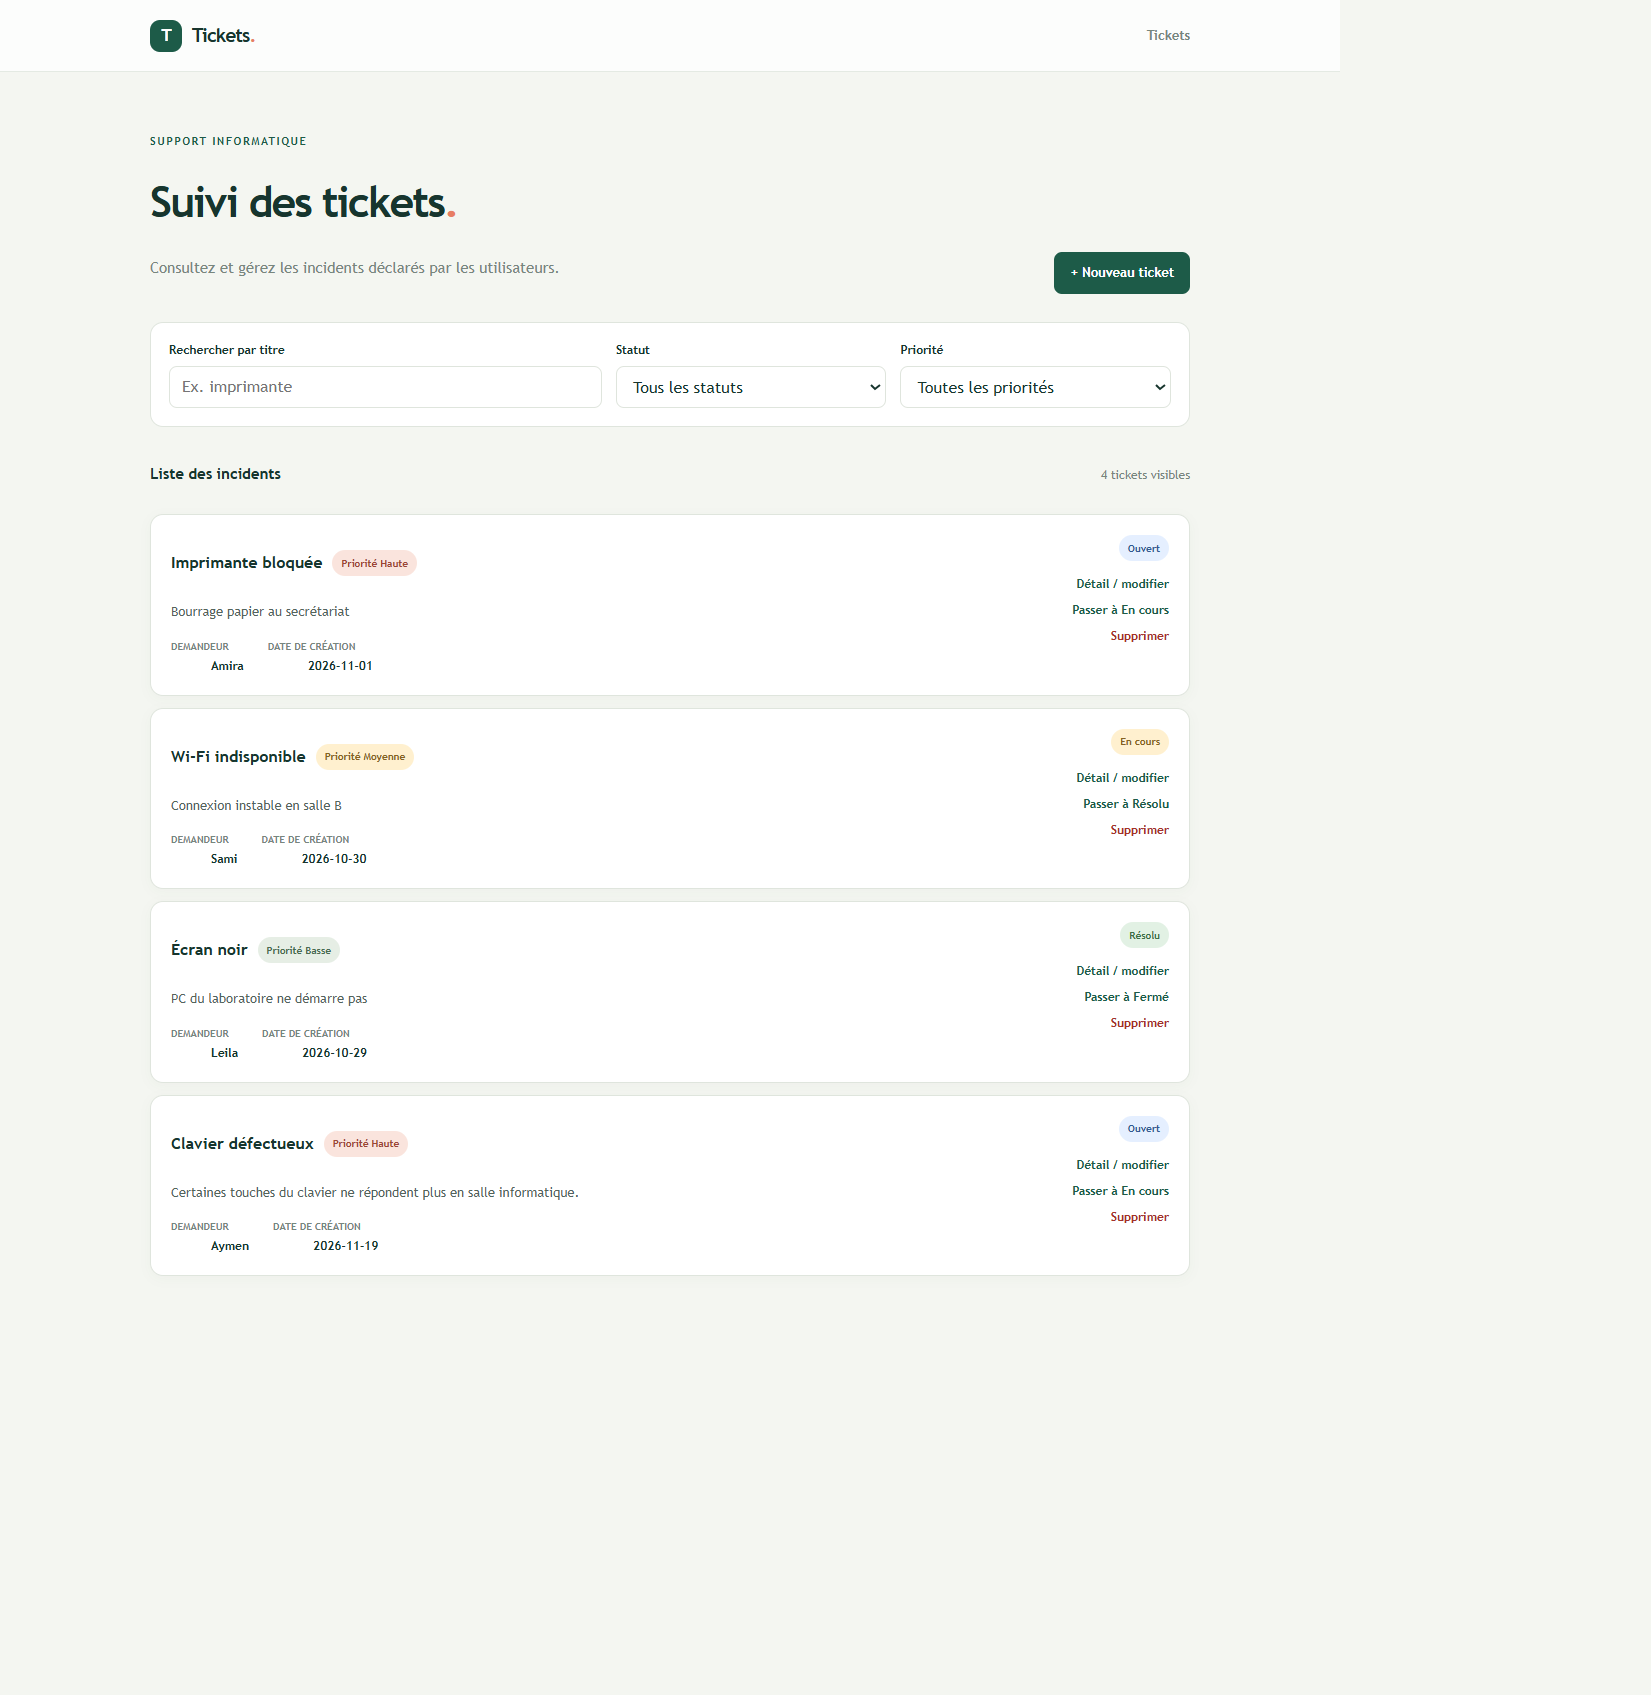 T Tickets.
Tickets
SUPPORT INFORMATIQUE
Suivi des tickets.
Consultez et gérez les incidents déclarés par les utilisateurs.
+ Nouveau ticket
Rechercher par titre
Statut
Priorité
Ex. imprimante
Tous les statuts
Toutes les priorités
Liste des incidents
4 tickets visibles
Imprimante bloquée
Priorité Haute
Ouvert
Détail / modifier
Bourrage papier au secrétariat
Passer à En cours
Supprimer
DEMANDEUR
DATE DE CRÉATION
Amira
2026-11-01
Wi-Fi indisponible
Priorité Moyenne
En cours
Détail / modifier
Connexion instable en salle B
Passer à Résolu
Supprimer
DEMANDEUR
DATE DE CRÉATION
Sami
2026-10-30
Écran noir
Priorité Basse
Résolu
Détail / modifier
PC du laboratoire ne démarre pas
Passer à Fermé
Supprimer
DEMANDEUR
DATE DE CRÉATION
Leila
2026-10-29
Clavier défectueux
Priorité Haute
Ouvert
Détail / modifier
Certaines touches du clavier ne répondent plus en salle informatique.
Passer à En cours
Supprimer
DEMANDEUR
DATE DE CRÉATION
Aymen
2026-11-19